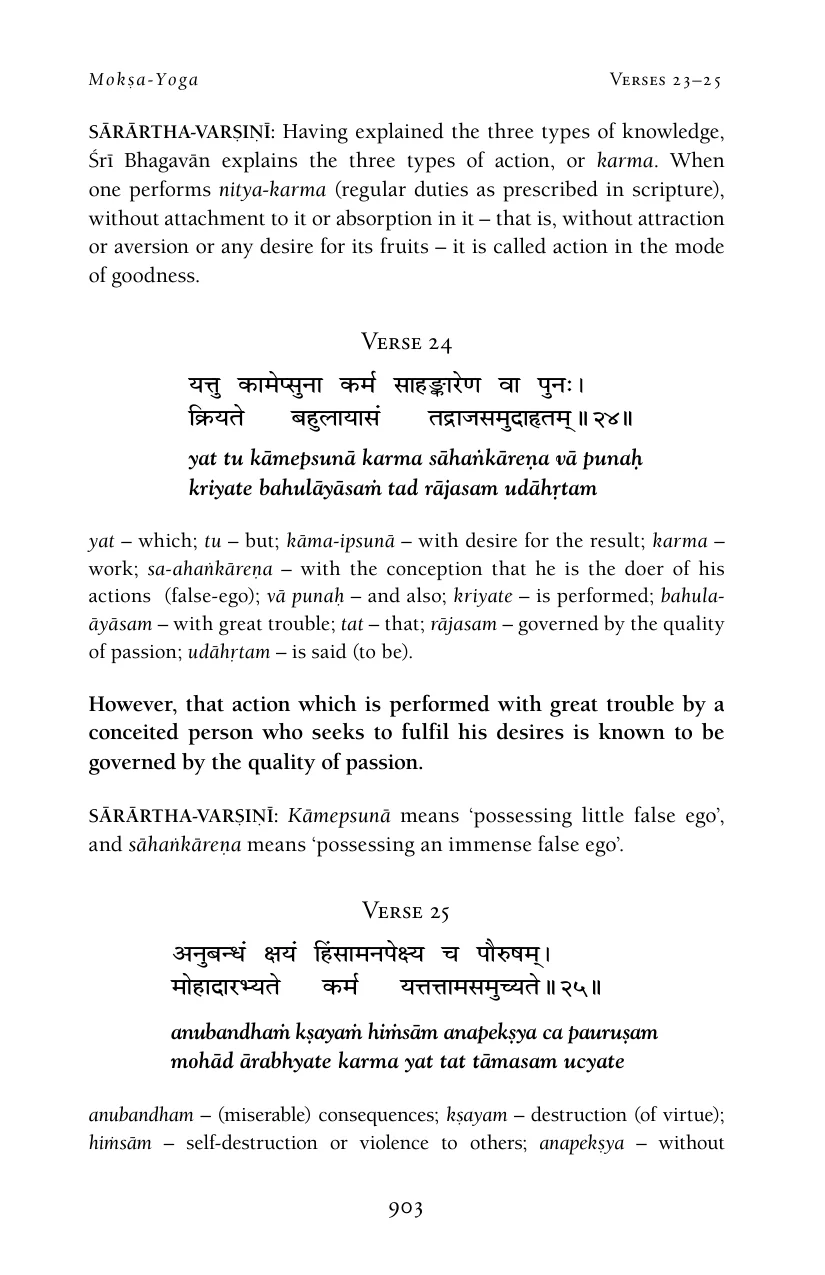 Mokṣa-Yoga Verses 23–25
SĀRĀRTHA-VARṢIṆĪ: Having explained the three types of knowledge,
Śrī Bhagavān explains the three types of action, or karma. When
one performs nitya-karma (regular duties as prescribed in scripture),
without attachment to it or absorption in it – that is, without attraction
or aversion or any desire for its fruits – it is called action in the mode
of goodness.
Verse 24
यत्तु कामेप्सुना कर्म साहङ्कारेण वा पुनः।
क्रियते बहुलायासं तद्राजसमुदाहृतम्॥२४॥
yat tu kāmepsunā karma sāhaṅkāreṇa vā punaḥ
kriyate bahulāyāsaṁ tad rājasam udāhṛtam
yat – which; tu – but; kāma-ipsunā – with desire for the result; karma –
work; sa-ahaṅkāreṇa – with the conception that he is the doer of his
actions (false-ego); vā punaḥ – and also; kriyate – is performed; bahula-
āyāsam – with great trouble; tat – that; rājasam – governed by the quality
of passion; udāhṛtam – is said (to be).
However, that action which is performed with great trouble by a
conceited person who seeks to fulfil his desires is known to be
governed by the quality of passion.
SĀRĀRTHA-VARṢIṆĪ: Kāmepsunā means ‘possessing little false ego’,
and sāhaṅkāreṇa means ‘possessing an immense false ego’.
Verse 25
अनुबन्धं क्षयं हिंसामनपेक्ष्य च पौरुषम्।
मोहादारभ्यते कर्म यत्तत्तामसमुच्यते॥२५॥
anubandhaṁ kṣayaṁ hiṁsām anapekṣya ca pauruṣam
mohād ārabhyate karma yat tat tāmasam ucyate
anubandham – (miserable) consequences; kṣayam – destruction (of virtue);
hiṁsām – self-destruction or violence to others; anapekṣya – without
903